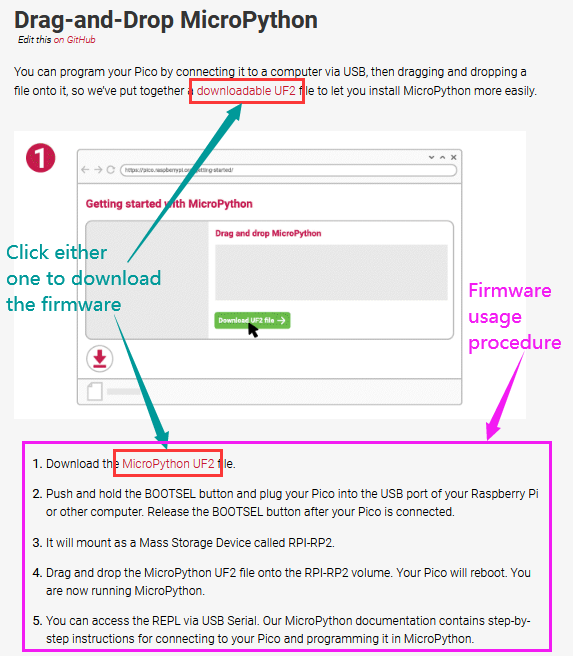 Drag-and-Drop MicroPython
Edit this on GitHub
You can program your Pico by connecting it to a computer via USB, then dragging and dropping a
file onto it, so we've put together a downloadable UF2 file to let you install MicroPython more easily.
1
https://pico.raspberrypi.org/getting-started/
Getting started with MicroPython
Drag and drop MicroPython
Download UF2 file
Click either
one to download
the firmware
Firmware
usage
procedure
1. Download the MicroPython UF2 file.
2. Push and hold the BOOTSEL button and plug your Pico into the USB port of your Raspberry Pi
or other computer. Release the BOOTSEL button after your Pico is connected.
3. It will mount as a Mass Storage Device called RPI-RP2.
4. Drag and drop the MicroPython UF2 file onto the RPI-RP2 volume. Your Pico will reboot. You
are now running MicroPython.
5. You can access the REPL via USB Serial. Our MicroPython documentation contains step-by-
step instructions for connecting to your Pico and programming it in MicroPython.